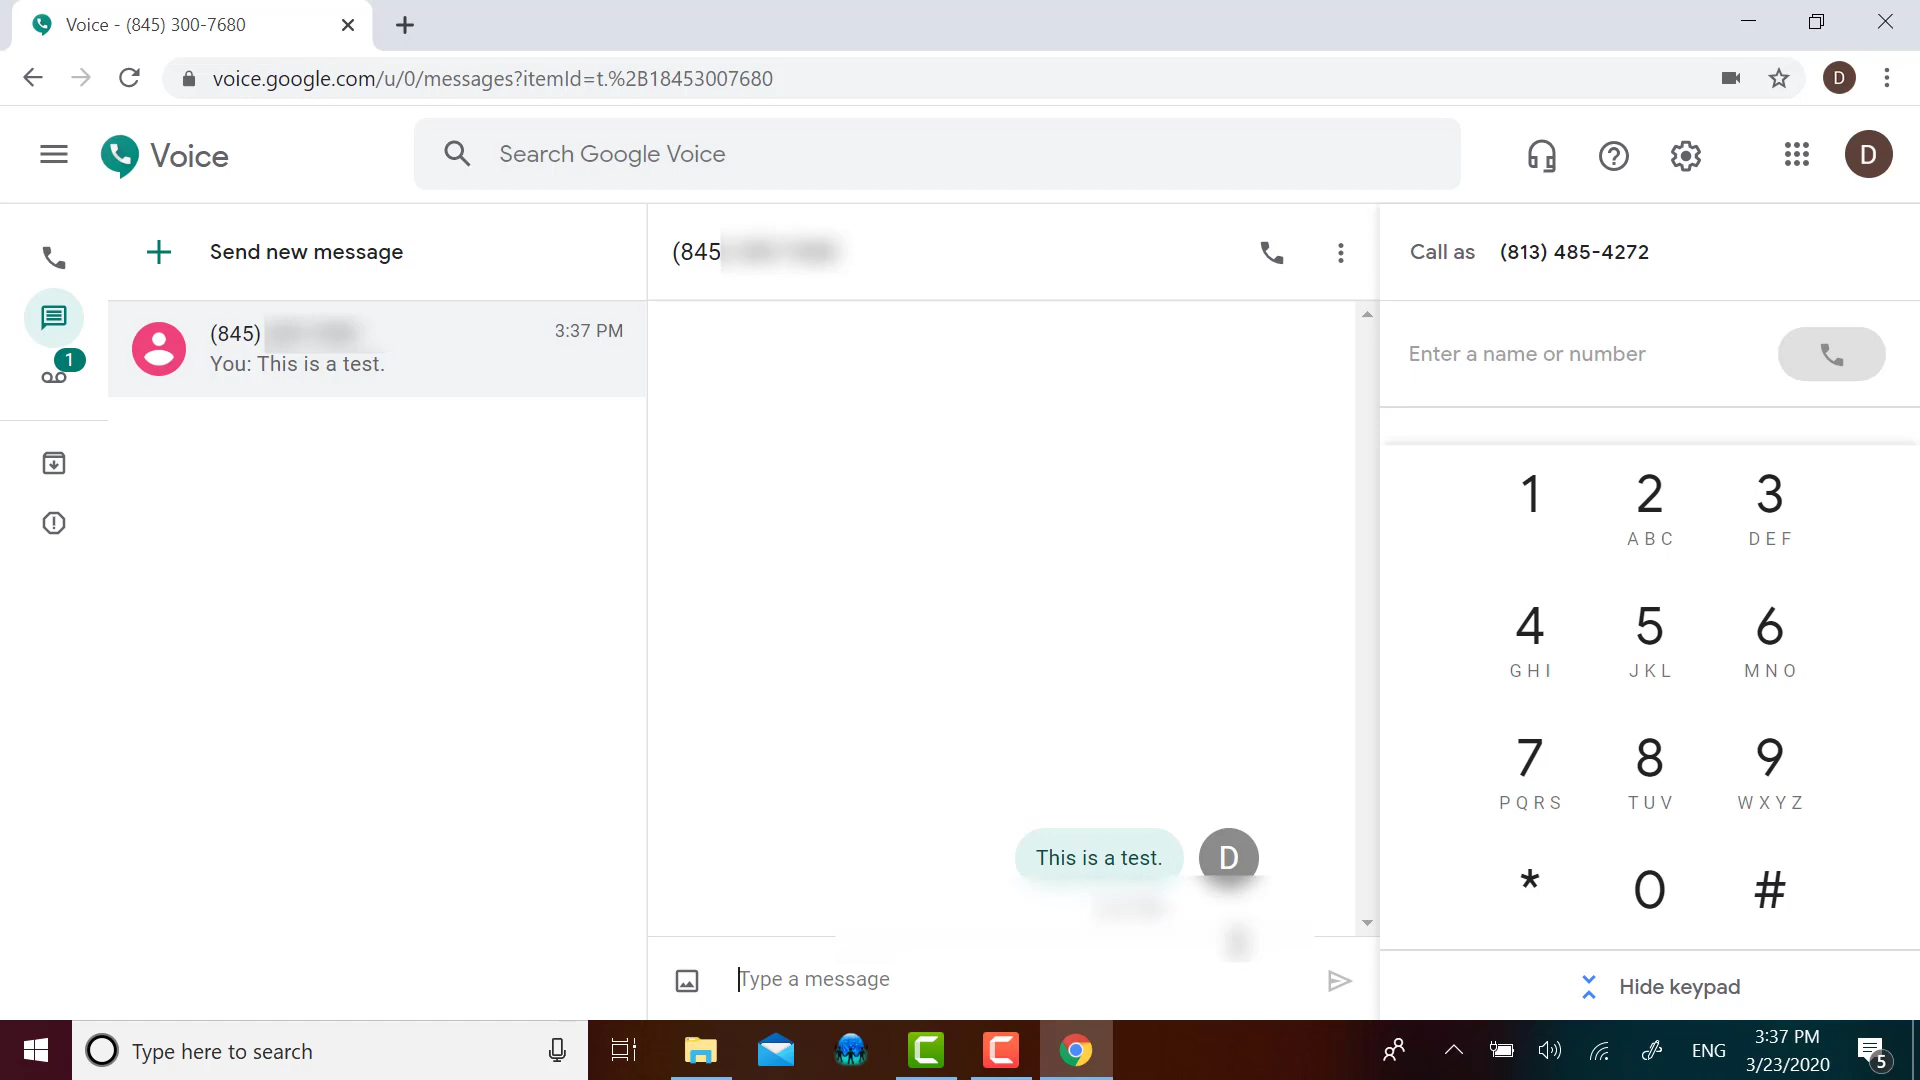 Voice - (845) 300-7680
voice.google.com/u/0/messages?itemId=t.%2B18453007680
D
Voice
Search Google Voice
D
Send new message
(845)
3:37 PM
You: This is a test.
1
(845
Call as (813) 485-4272
Enter a name or number
1
2
ABC
3
DEF
4
GHI
5
JKL
6
MNO
7
PQRS
8
TUV
9
WXYZ
*
0
#
This is a test.
D
Type a message
Hide keypad
Type here to search
ENG
3:37 PM
3/23/2020
5